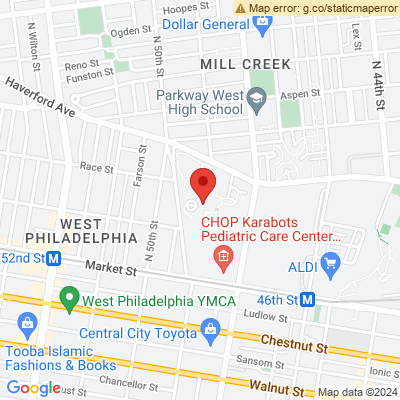 Map error: g.co/staticmaperror
Hoopes St
Ogden St
Dollar General
N Wilton St
N 50th St
Lex St
N 44th St
MILL CREEK
Reno St
Funston St
Parkway West
High School
Aspen St
Haverford Ave
Farson St
Race St
WEST
PHILADELPHIA
N 50th St
CHOP Karabots
Pediatric Care Center...
52nd St
Market St
ALDI
West Philadelphia YMCA
46th St
Ludlow St
Central City Toyota
Chestnut St
Tooba Islamic
Fashions & Books
Sansom St
Ionic St
Chancellor St
Walnut St
Google
Map data ©2024